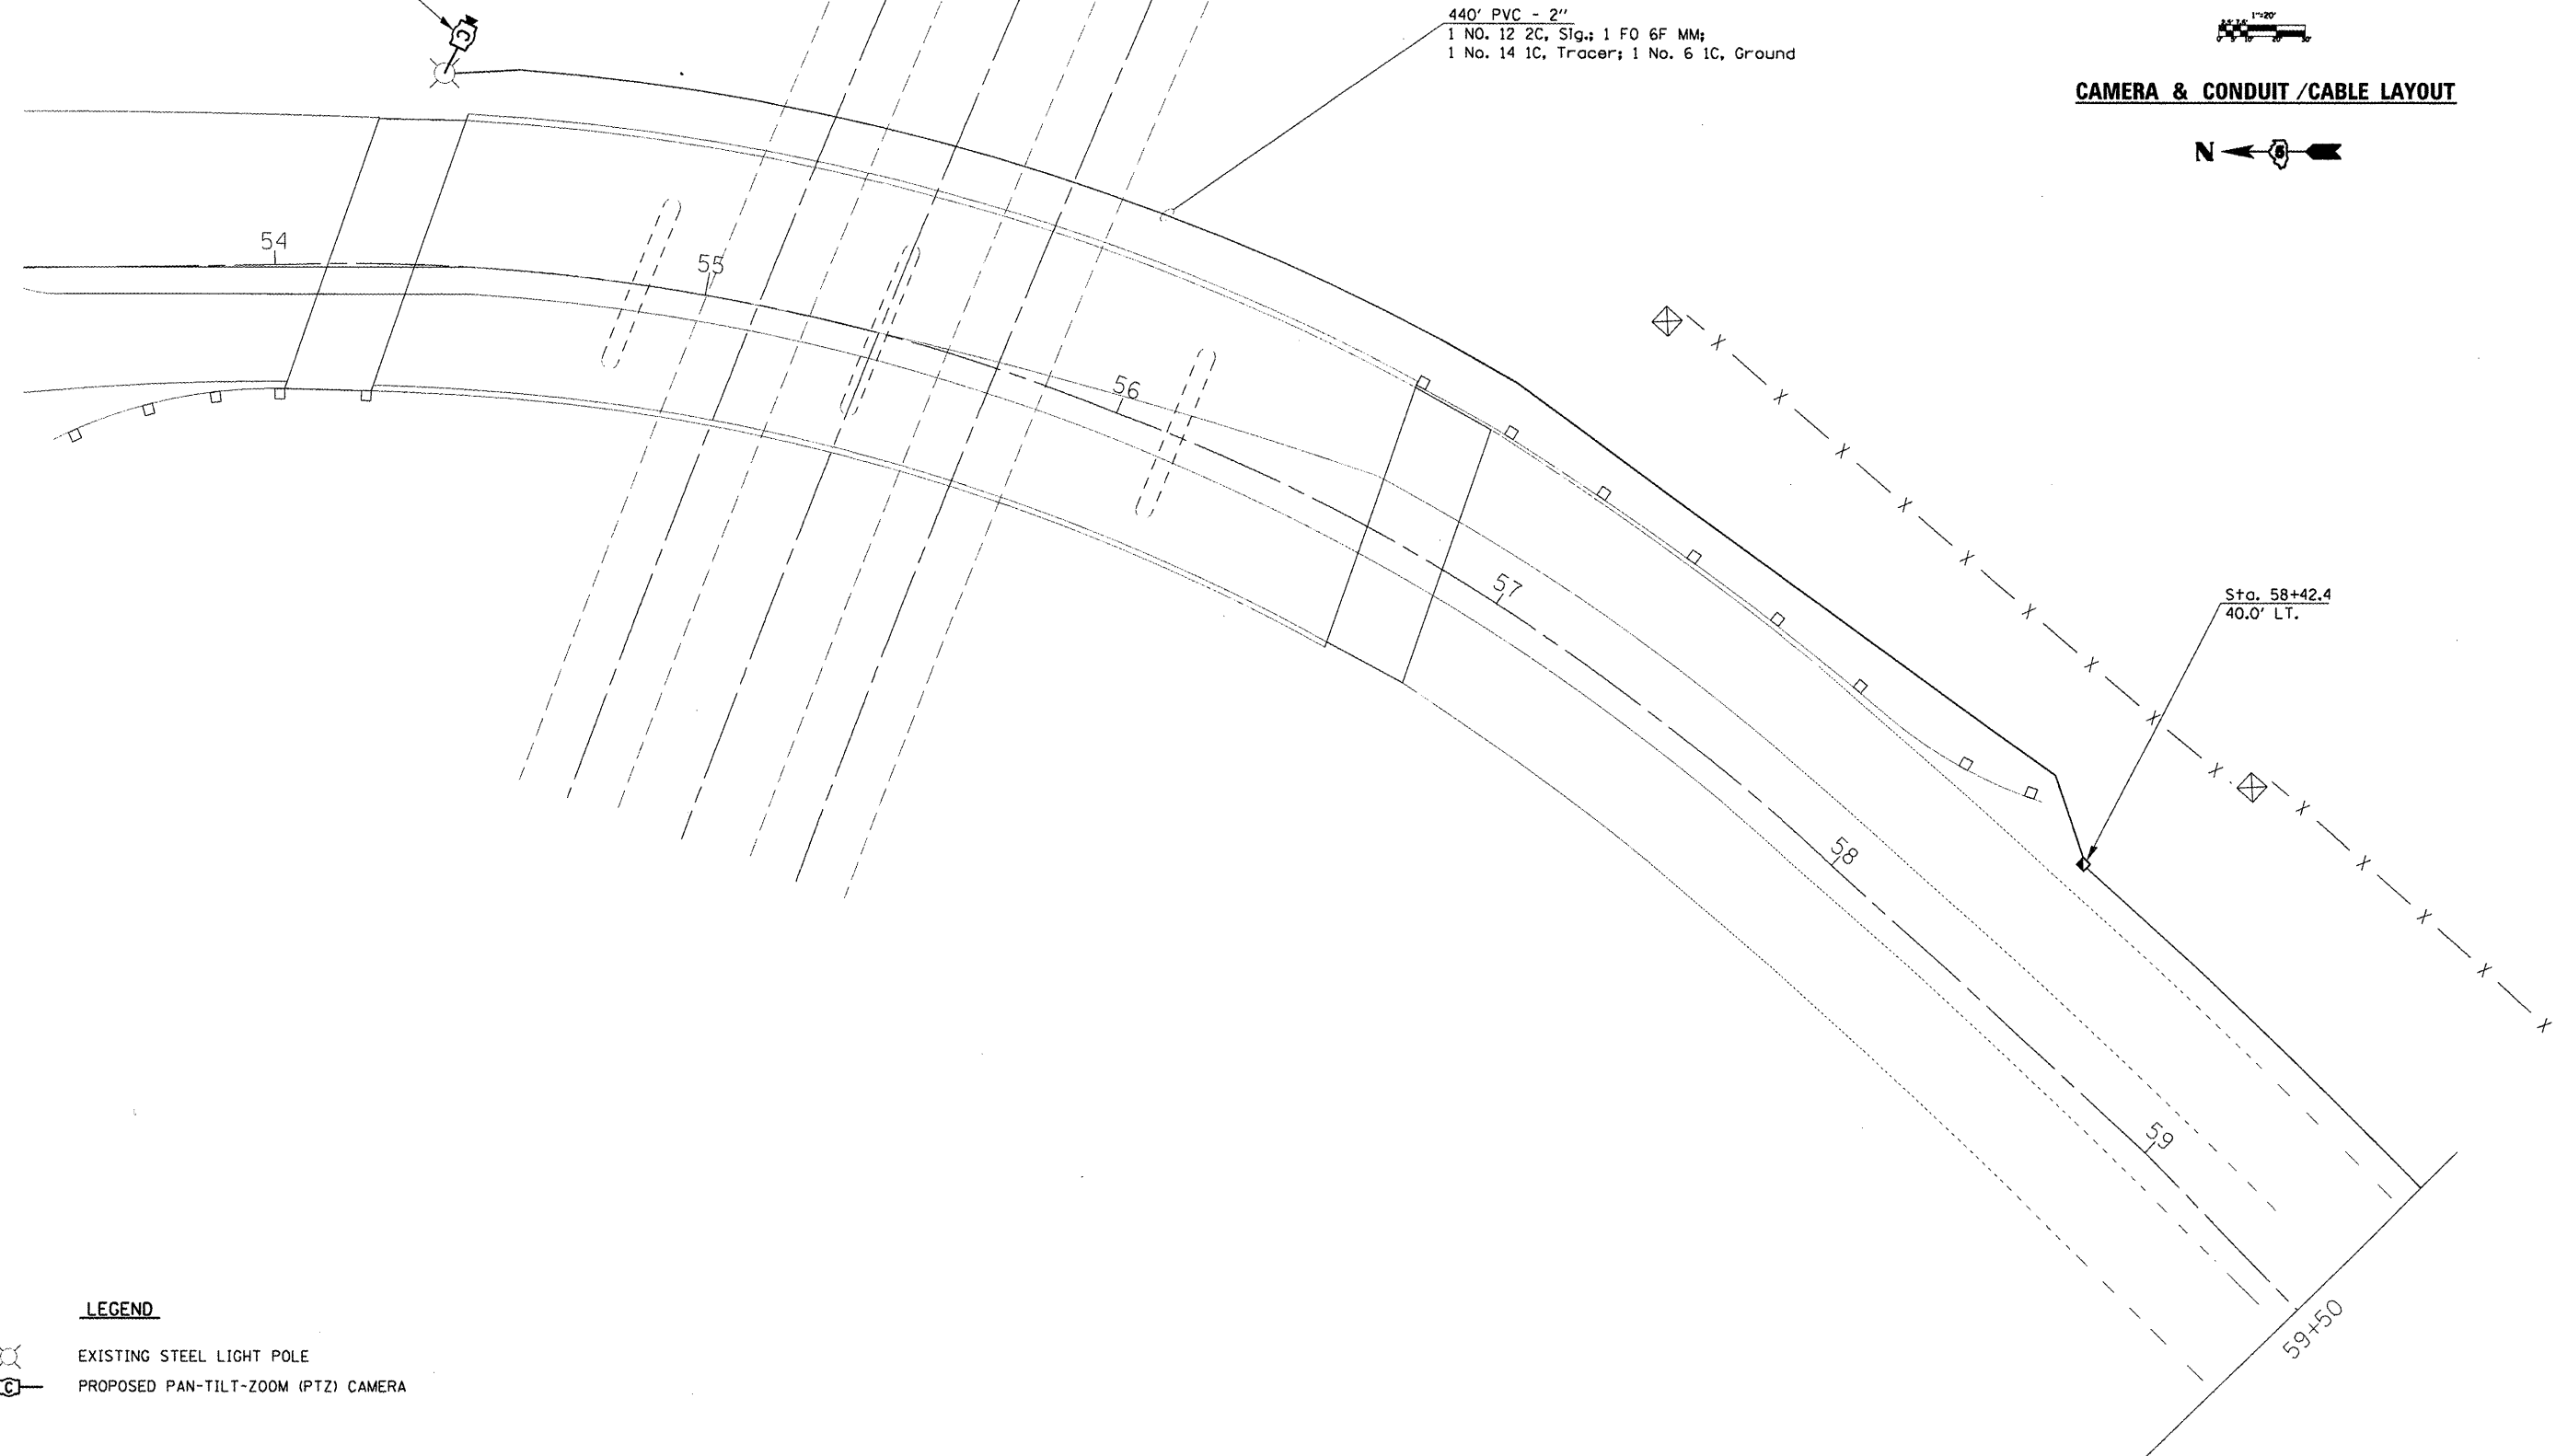 440' PVC - 2"
1 NO. 12 2C, Sig.; 1 FO 6F MM;
1 No. 14 1C, Tracer; 1 No. 6 1C, Ground
1"=20'
CAMERA & CONDUIT /CABLE LAYOUT
N
C
54
55
56
57
58
59
59+50
Sta. 58+42.4
40.0' LT.
X
X
X
X
X
X
X
X
X
X
X
X
X
X
LEGEND
EXISTING STEEL LIGHT POLE
C
PROPOSED PAN-TILT-ZOOM (PTZ) CAMERA